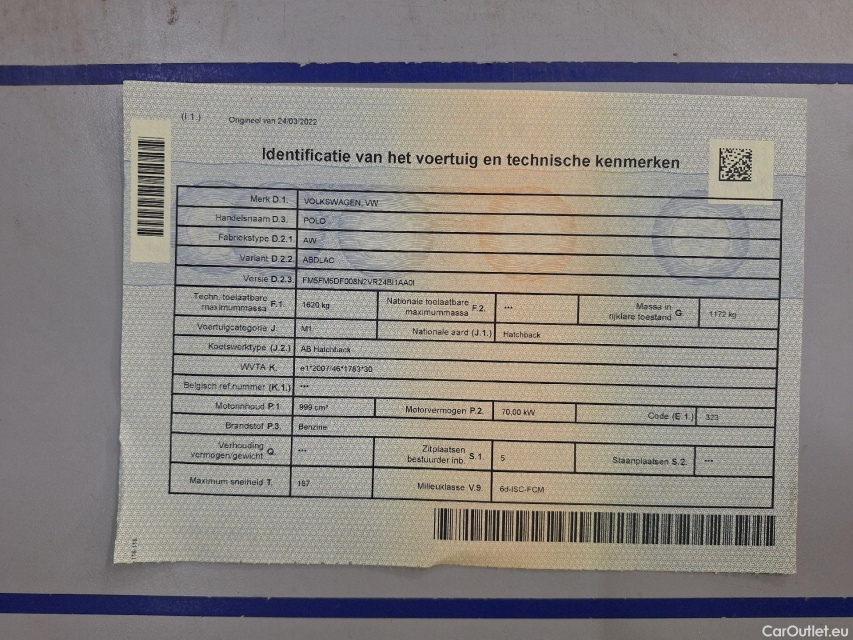 (I.1.) Origineel van 24/03/2022
Identificatie van het voertuig en technische kenmerken
Merk D.1. VOLKSWAGEN, VW
Handelsnaam D.3. POLO
Fabriekstype D.2.1. AW
Variant D.2.2. ABDLAC
Versie D.2.3. FM5FM5DF008N2VR24BI1AA0I
Techn. toelaatbare maximummassa F.1. 1620 kg Nationale toelaatbare maximummassa F.2. --- Massa in rijklare toestand G. 1172 kg
Voertuigcategorie J. M1 Nationale aard (J.1.) Hatchback
Koetswerktype (J.2.) AB Hatchback
WVTA K. e1*2007/46*1783*30
Belgisch ref.nummer (K.1.) ---
Motorinhoud P.1. 999 cm³ Motorvermogen P.2. 70,00 kW Code (E.1.) 323
Brandstof P.3. Benzine
Verhouding vermogen/gewicht Q. --- Zitplaatsen bestuurder inb. S.1. 5 Staanplaatsen S.2. ---
Maximum snelheid T. 187 Milieuklasse V.9. 6d-ISC-FCM
CarOutlet.eu